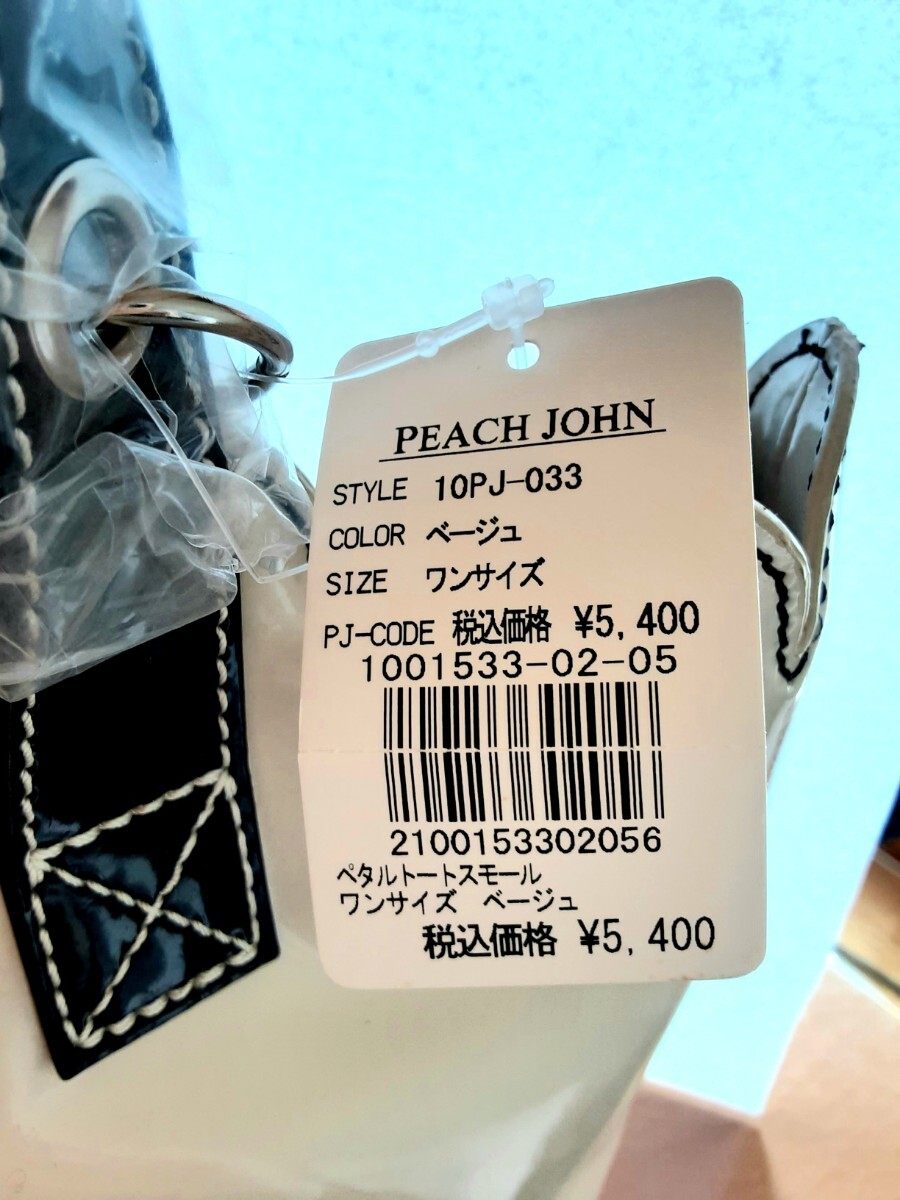 PEACH JOHN
STYLE 10PJ-033
COLOR ベージュ
SIZE ワンサイズ
PJ-CODE 税込価格 ¥5,400
1001533-02-05
2100153302056
ペタルトートスモール
ワンサイズ ベージュ
税込価格 ¥5,400